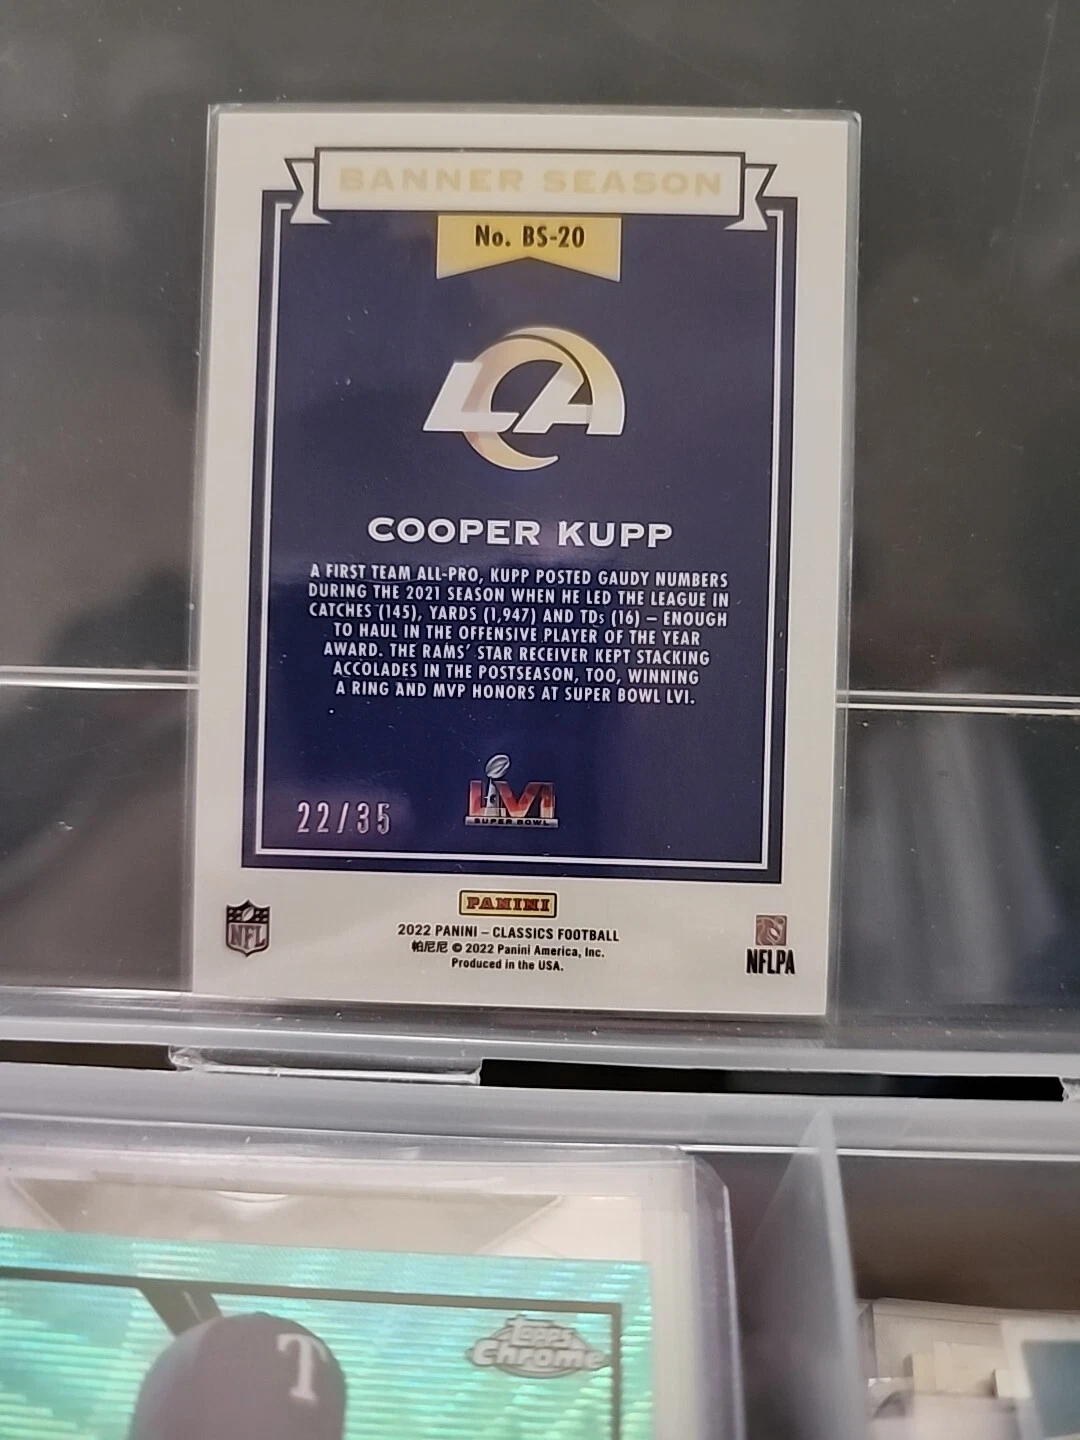 BANNER SEASON
No. BS-20
LA
COOPER KUPP
A FIRST TEAM ALL-PRO, KUPP POSTED GAUDY NUMBERS
DURING THE 2021 SEASON WHEN HE LED THE LEAGUE IN
CATCHES (145), YARDS (1,947) AND TDs (16) – ENOUGH
TO HAUL IN THE OFFENSIVE PLAYER OF THE YEAR
AWARD. THE RAMS' STAR RECEIVER KEPT STACKING
ACCOLADES IN THE POSTSEASON, TOO, WINNING
A RING AND MVP HONORS AT SUPER BOWL LVI.
22/35
LVI
SUPER BOWL
PANINI
NFL
2022 PANINI – CLASSICS FOOTBALL
帕尼尼 © 2022 Panini America, Inc.
Produced in the USA.
NFLPA
Topps
Chrome
T